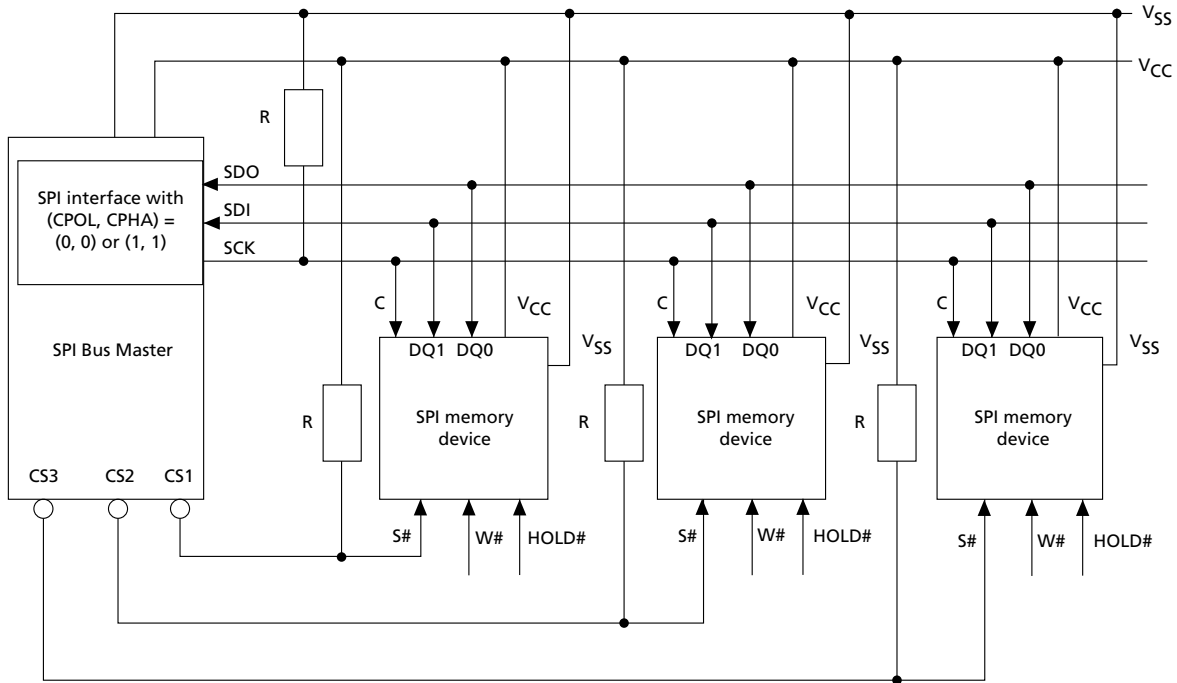 VSS
VCC
R
SDO
SPI interface with
(CPOL, CPHA) =
(0, 0) or (1, 1)
SDI
SCK
SPI Bus Master
C
VCC
C
VCC
C
VCC
DQ1 DQ0
VSS
DQ1 DQ0
VSS
DQ1 DQ0
VSS
R
SPI memory
device
R
SPI memory
device
R
SPI memory
device
CS3
CS2
CS1
S#
W#
HOLD#
S#
W#
HOLD#
S#
W#
HOLD#